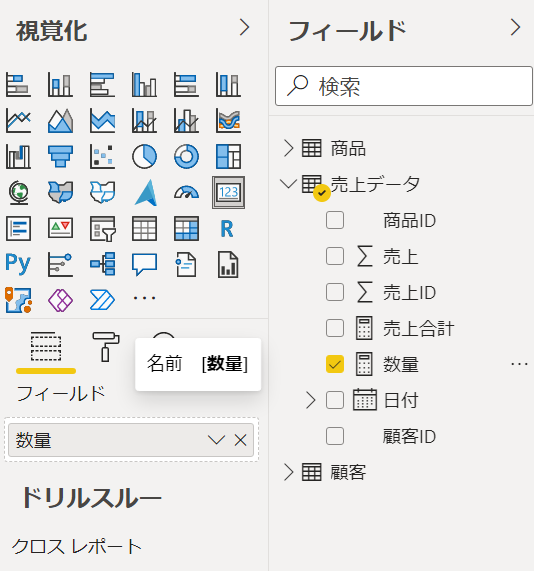 視覚化
123
R
Py
...
名前 [数量]
フィールド
数量
ドリルスルー
クロス レポート
フィールド
検索
商品
売上データ
商品ID
売上
売上ID
売上合計
数量
日付
顧客ID
顧客